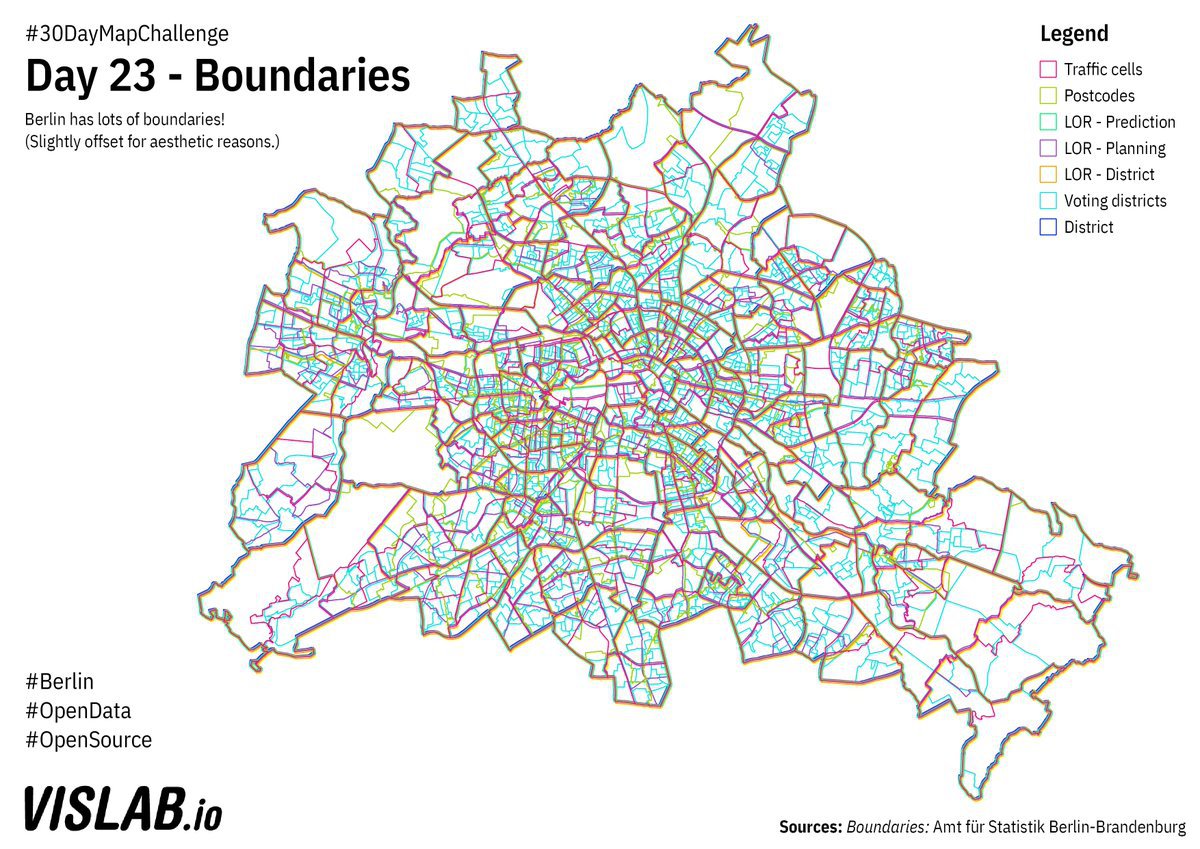 #30DayMapChallenge
Day 23 - Boundaries
Berlin has lots of boundaries!
(Slightly offset for aesthetic reasons.)
Legend
Traffic cells
Postcodes
LOR - Prediction
LOR - Planning
LOR - District
Voting districts
District
#Berlin
#OpenData
#OpenSource
VISLAB.io
Sources: Boundaries: Amt für Statistik Berlin-Brandenburg